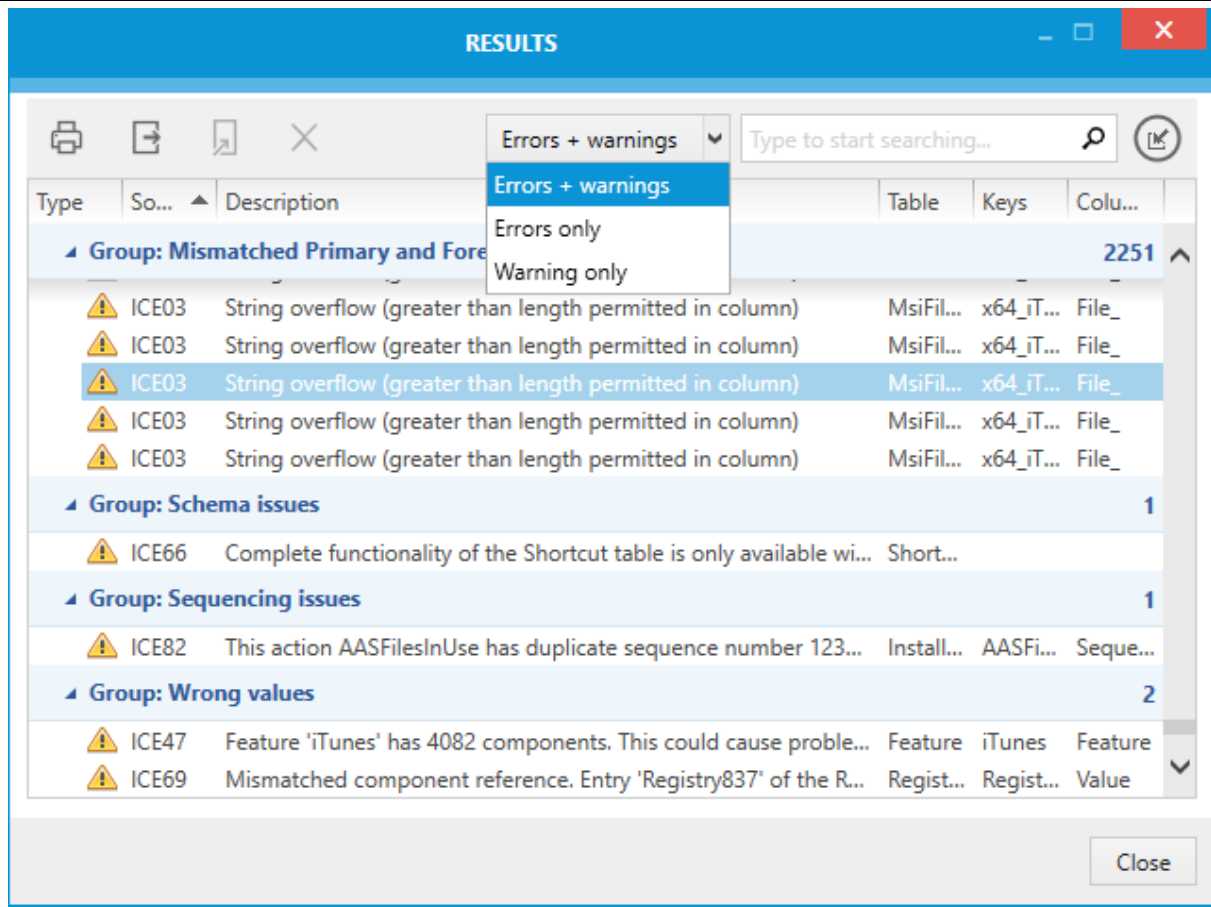 RESULTS
Errors + warnings
Type to start searching...
Errors + warnings
Errors only
Warning only
Type So... Description Table Keys Colu...
Group: Mismatched Primary and Fore 2251
ICE03 String overflow (greater than length permitted in column) MsiFil... x64_iT... File_
ICE03 String overflow (greater than length permitted in column) MsiFil... x64_iT... File_
ICE03 String overflow (greater than length permitted in column) MsiFil... x64_iT... File_
ICE03 String overflow (greater than length permitted in column) MsiFil... x64_iT... File_
ICE03 String overflow (greater than length permitted in column) MsiFil... x64_iT... File_
Group: Schema issues 1
ICE66 Complete functionality of the Shortcut table is only available wi... Short...
Group: Sequencing issues 1
ICE82 This action AASFilesInUse has duplicate sequence number 123... Install... AASFi... Seque...
Group: Wrong values 2
ICE47 Feature 'iTunes' has 4082 components. This could cause proble... Feature iTunes Feature
ICE69 Mismatched component reference. Entry 'Registry837' of the R... Regist... Regist... Value
Close